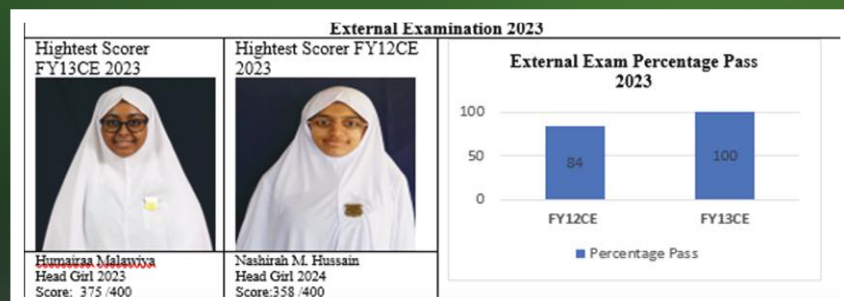 External Examination 2023
Hightest Scorer
FY13CE 2023
Hightest Scorer FY12CE
2023
Humairaa Malawiya
Head Girl 2023
Score:  375 /400
Nashirah M. Hussain
Head Girl 2024
Score:358 /400
External Exam Percentage Pass
2023
100
50
0
84
100
FY12CE
FY13CE
Percentage Pass